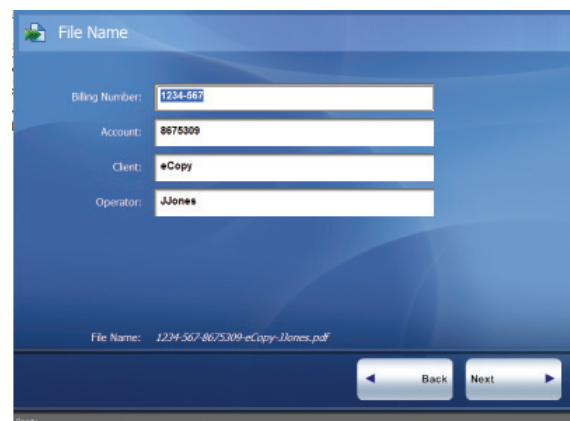 File Name
Billing Number: 1234-567
Account: 8675309
Client: eCopy
Operator: JJones
File Name: 1234-567-8675309-eCopy-JJones.pdf
Back Next